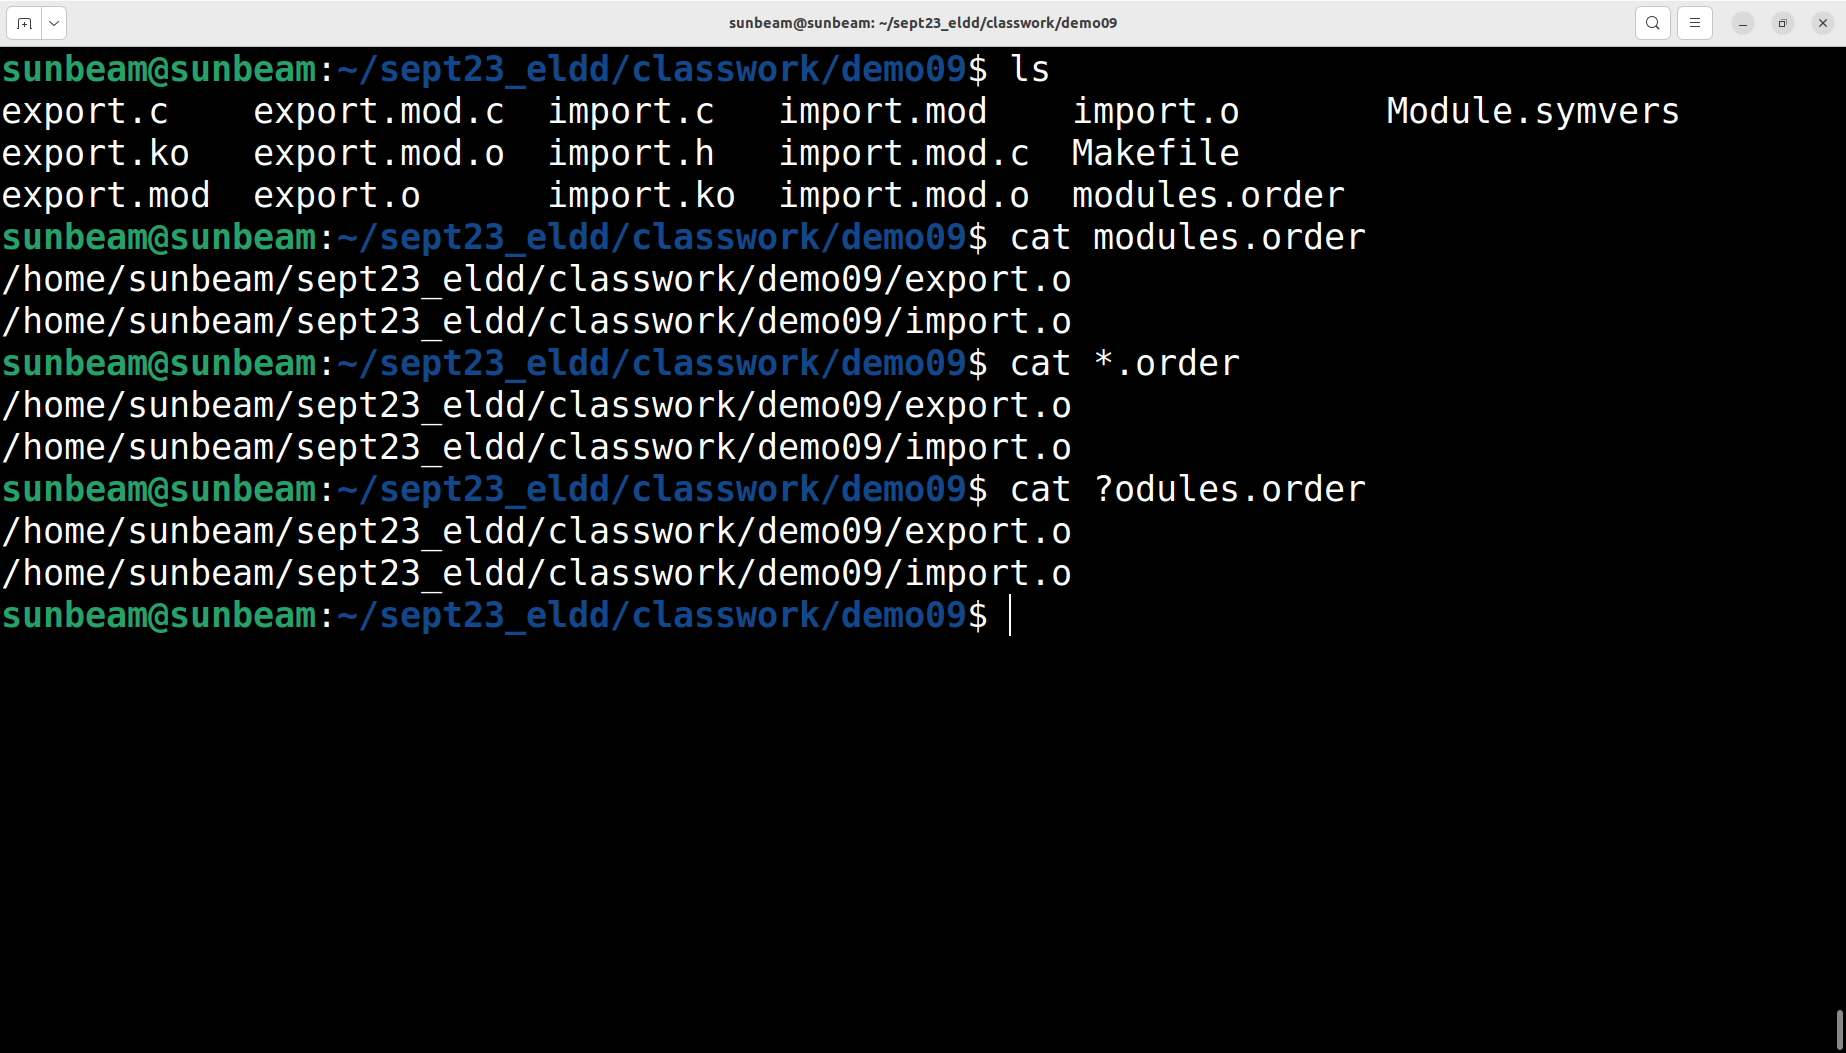 sunbeam@sunbeam: ~/sept23_eldd/classwork/demo09
sunbeam@sunbeam:~/sept23_eldd/classwork/demo09$ ls
export.c    export.mod.c  import.c   import.mod    import.o       Module.symvers
export.ko   export.mod.o  import.h   import.mod.c  Makefile
export.mod  export.o      import.ko  import.mod.o  modules.order
sunbeam@sunbeam:~/sept23_eldd/classwork/demo09$ cat modules.order
/home/sunbeam/sept23_eldd/classwork/demo09/export.o
/home/sunbeam/sept23_eldd/classwork/demo09/import.o
sunbeam@sunbeam:~/sept23_eldd/classwork/demo09$ cat *.order
/home/sunbeam/sept23_eldd/classwork/demo09/export.o
/home/sunbeam/sept23_eldd/classwork/demo09/import.o
sunbeam@sunbeam:~/sept23_eldd/classwork/demo09$ cat ?odules.order
/home/sunbeam/sept23_eldd/classwork/demo09/export.o
/home/sunbeam/sept23_eldd/classwork/demo09/import.o
sunbeam@sunbeam:~/sept23_eldd/classwork/demo09$